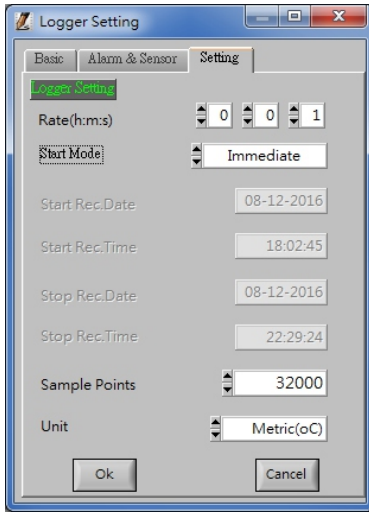 Logger Setting
Basic Alarm & Sensor Setting
Logger Setting
Rate(h:m:s) 0 0 1
Start Mode Immediate
Start Rec.Date 08-12-2016
Start Rec.Time 18:02:45
Stop Rec.Date 08-12-2016
Stop Rec.Time 22:29:24
Sample Points 32000
Unit Metric(oC)
Ok Cancel